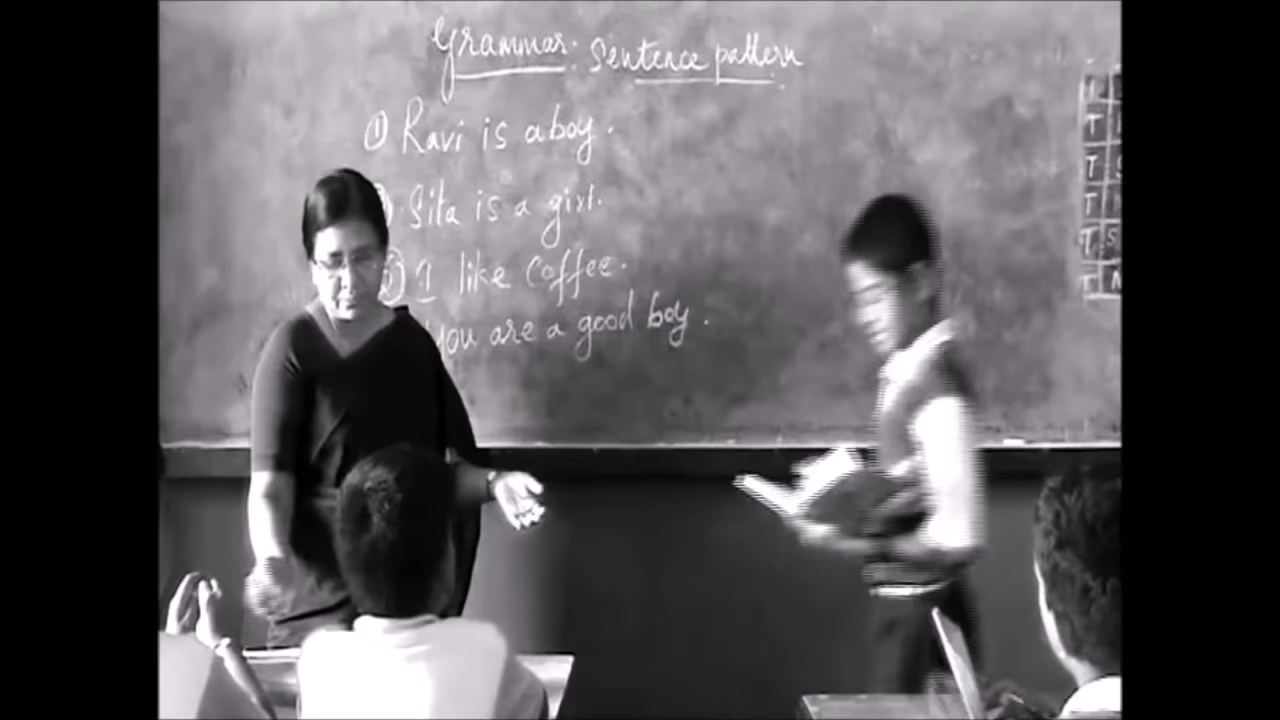 Grammar: Sentence pattern
① Ravi is a boy.
Sita is a girl.
I like Coffee.
you are a good boy.
T
T
T
T S
T